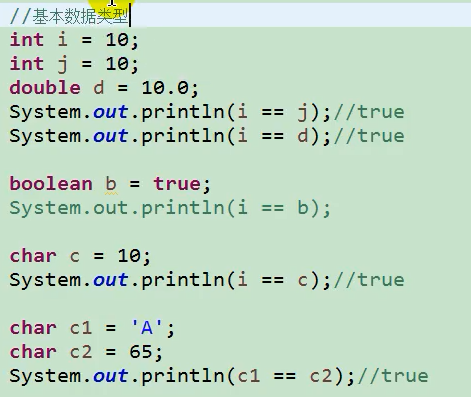 //基本数据类型
int i = 10;
int j = 10;
double d = 10.0;
System.out.println(i == j);//true
System.out.println(i == d);//true
boolean b = true;
System.out.println(i == b);
char c = 10;
System.out.println(i == c);//true
char c1 = 'A';
char c2 = 65;
System.out.println(c1 == c2);//true